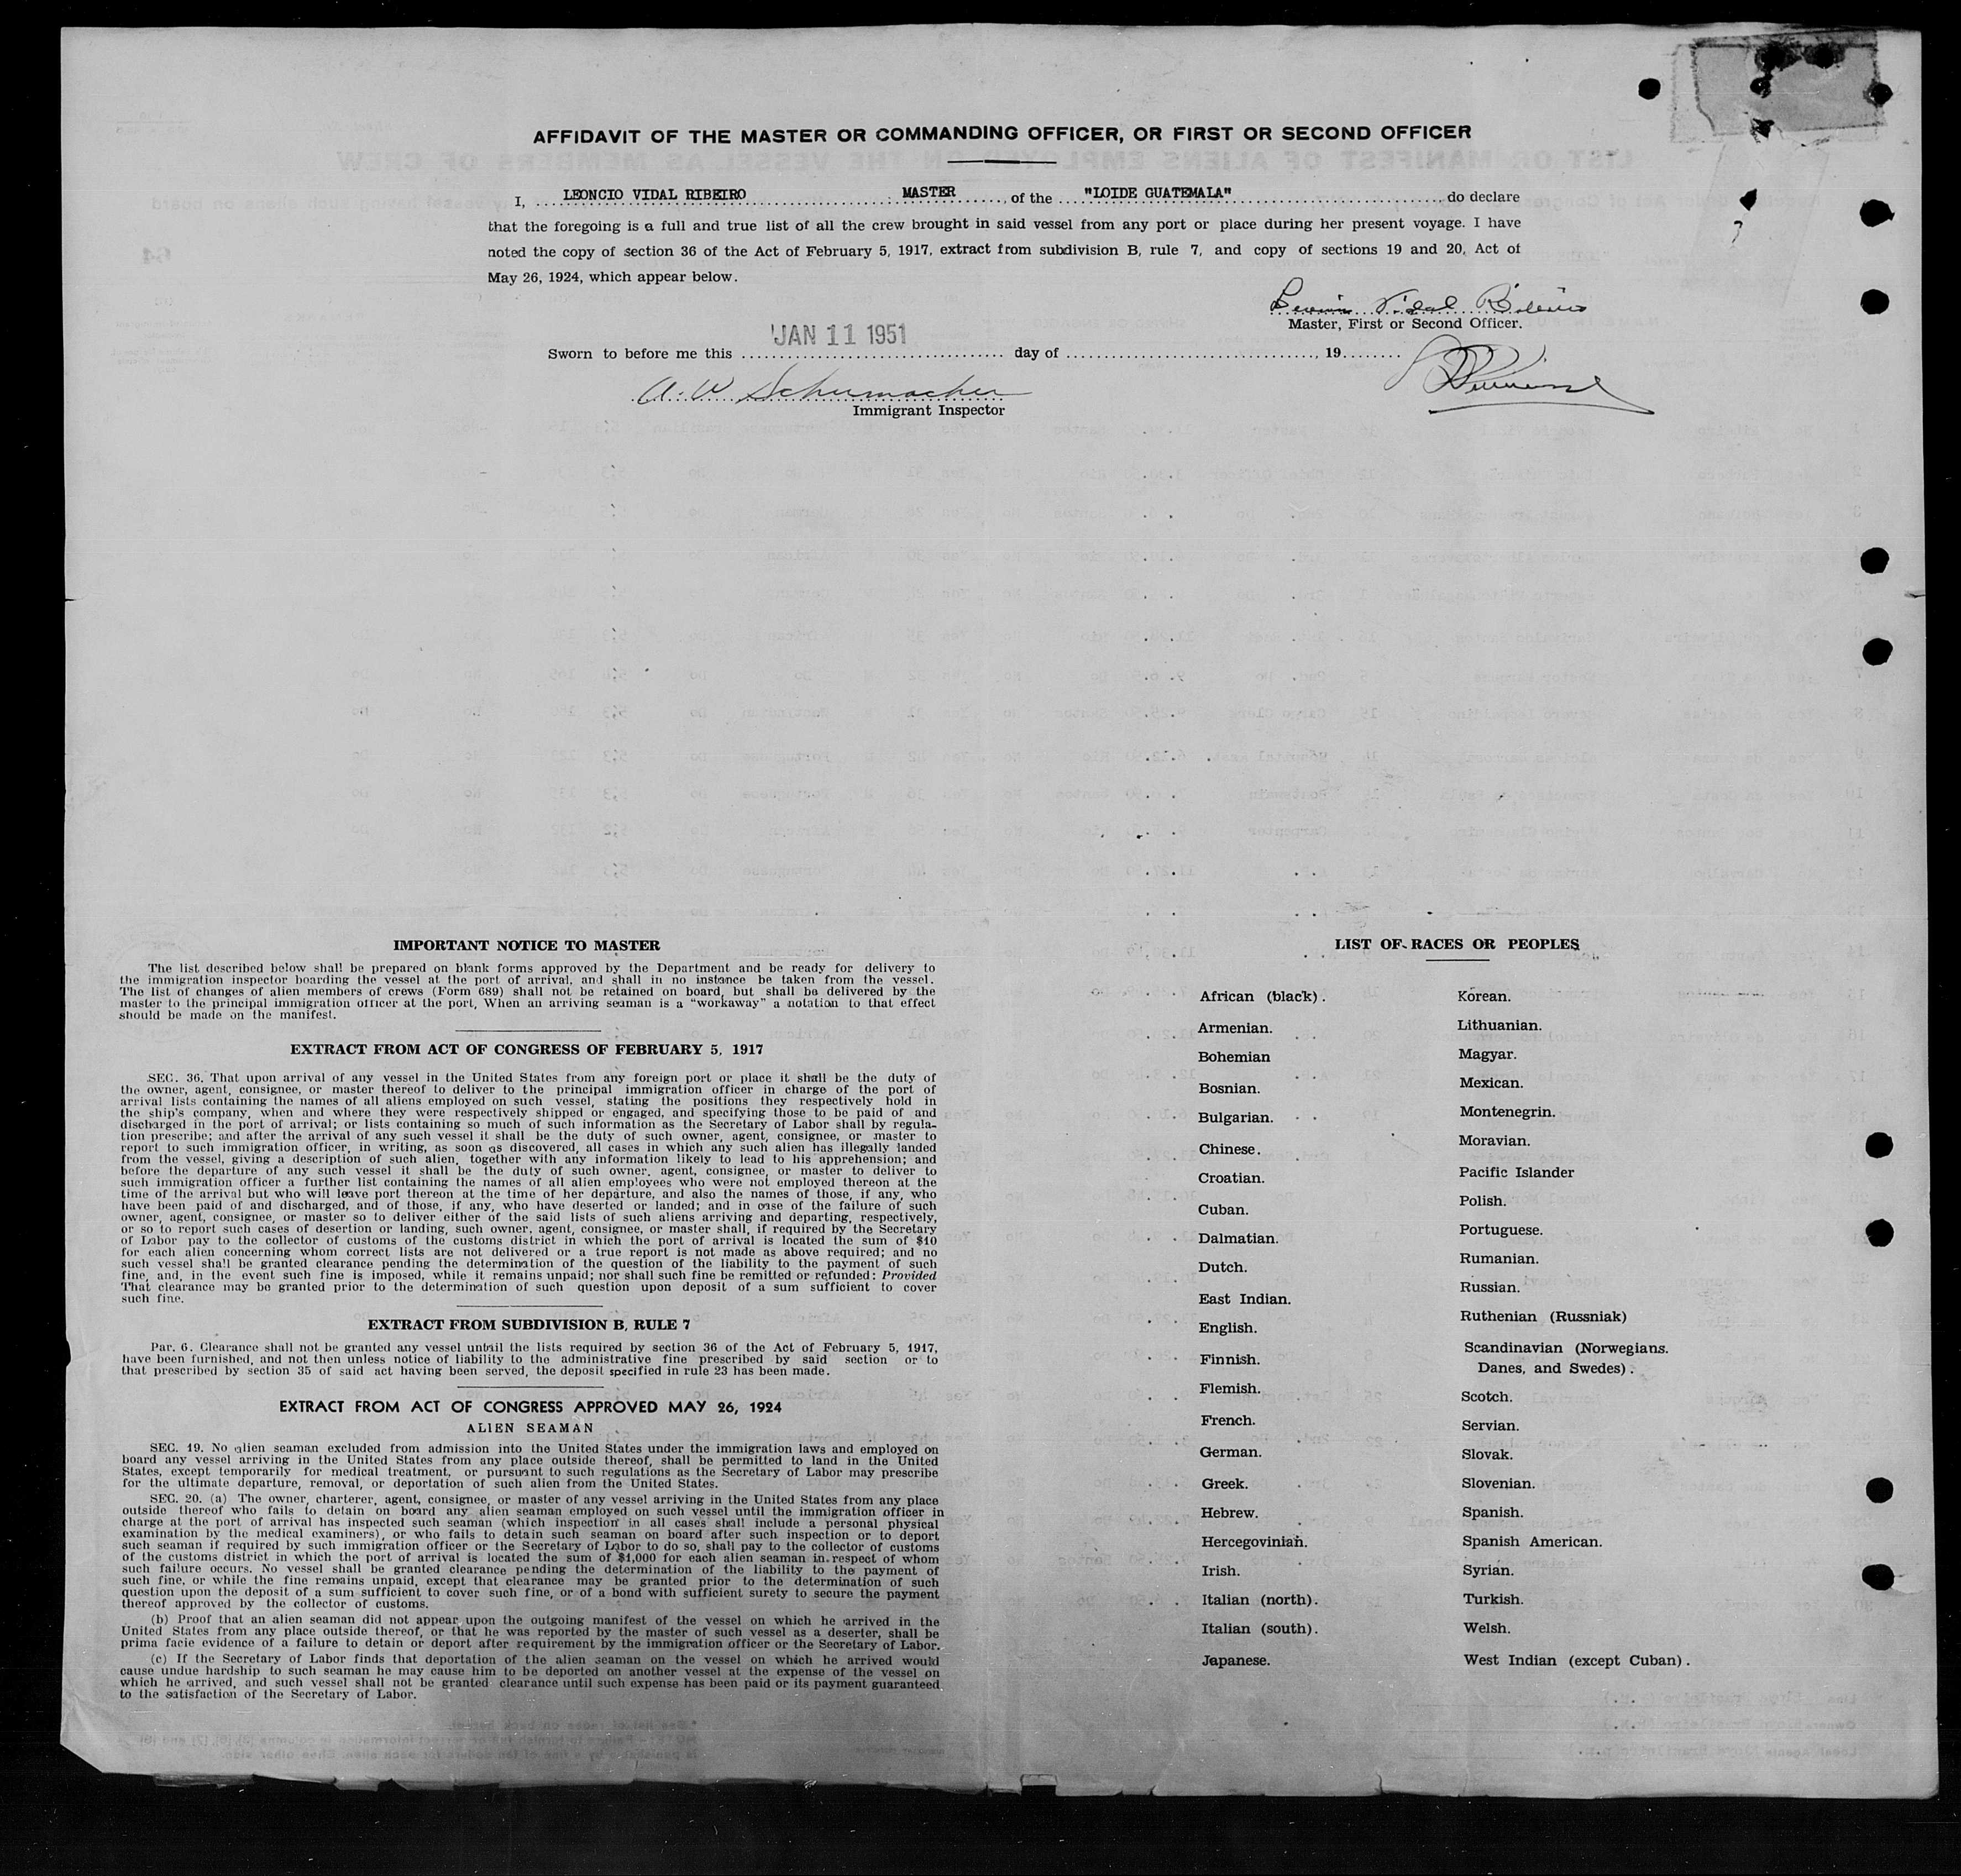 AFFIDAVIT OF THE MASTER OR COMMANDING OFFICER, OR FIRST OR SECOND OFFICER
I, LEONCIO VIDAL RIBEIRO, MASTER, of the "LOIDE GUATEMALA", do declare
that the foregoing is a full and true list of all the crew brought in said vessel from any port or place during her present voyage. I have
noted the copy of section 36 of the Act of February 5, 1917, extract from subdivision B, rule 7, and copy of sections 19 and 20, Act of
May 26, 1924, which appear below.
Vidal Ribeiro
Master, First or Second Officer.
JAN 11 1951
Sworn to before me this ........ day of ........, 19........
A. W Schumacher
Immigrant Inspector
IMPORTANT NOTICE TO MASTER
The list described below shall be prepared on blank forms approved by the Department and be ready for delivery to
the immigration inspector boarding the vessel at the port of arrival, and shall in no instance be taken from the vessel.
The list of changes of alien members of crews (Form 689) shall not be retained on board, but shall be delivered by the
master to the principal immigration officer at the port, When an arriving seaman is a “workaway” a notation to that effect
should be made on the manifest.
EXTRACT FROM ACT OF CONGRESS OF FEBRUARY 5, 1917
SEC. 36. That upon arrival of any vessel in the United States from any foreign port or place it shall be the duty of
the owner, agent, consignee, or master thereof to deliver to the principal immigration officer in charge of the port of
arrival lists containing the names of all aliens employed on such vessel, stating the positions they respectively hold in
the ship's company, when and where they were respectively shipped or engaged, and specifying those to be paid of and
discharged in the port of arrival; or lists containing so much of such information as the Secretary of Labor shall by regula-
tion prescribe; and after the arrival of any such vessel it shall be the duty of such owner, agent, consignee, or master to
report to such immigration officer, in writing, as soon as discovered, all cases in which any such alien has illegally landed
from the vessel, giving a description of such alien, together with any information likely to lead to his apprehension; and
before the departure of any such vessel it shall be the duty of such owner, agent, consignee, or master to deliver to
such immigration officer a further list containing the names of all alien employees who were not employed thereon at the
time of the arrival but who will leave port thereon at the time of her departure, and also the names of those, if any, who
have been paid of and discharged, and of those, if any, who have deserted or landed; and in case of the failure of such
owner, agent, consignee, or master so to deliver either of the said lists of such aliens arriving and departing, respectively,
or so to report such cases of desertion or landing, such owner, agent, consignee, or master shall, if required by the Secretary
of Labor pay to the collector of customs of the customs district in which the port of arrival is located the sum of $10
for each alien concerning whom correct lists are not delivered or a true report is not made as above required; and no
such vessel shall be granted clearance pending the determination of the question of the liability to the payment of such
fine, and, in the event such fine is imposed, while it remains unpaid; nor shall such fine be remitted or refunded: Provided
That clearance may be granted prior to the determination of such question upon deposit of a sum sufficient to cover
such fine.
EXTRACT FROM SUBDIVISION B, RULE 7
Par. 6. Clearance shall not be granted any vessel untuil the lists required by section 36 of the Act of February 5, 1917,
have been furnished, and not then unless notice of liability to the administrative fine prescribed by said section or to
that prescribed by section 35 of said act having been served, the deposit specified in rule 23 has been made.
EXTRACT FROM ACT OF CONGRESS APPROVED MAY 26, 1924
ALIEN SEAMAN
SEC. 19. No alien seaman excluded from admission into the United States under the immigration laws and employed on
board any vessel arriving in the United States from any place outside thereof, shall be permitted to land in the United
States, except temporarily for medical treatment, or pursuant to such regulations as the Secretary of Labor may prescribe
for the ultimate departure, removal, or deportation of such alien from the United States.
SEC. 20. (a) The owner, charterer, agent, consignee, or master of any vessel arriving in the United States from any place
outside thereof who fails to detain on board any alien seaman employed on such vessel until the immigration officer in
charge at the port of arrival has inspected such seaman (which inspection in all cases shall include a personal physical
examination by the medical examiners), or who fails to detain such seaman on board after such inspection or to deport
such seaman if required by such immigration officer or the Secretary of Labor to do so, shall pay to the collector of customs
of the customs district in which the port of arrival is located the sum of $1,000 for each alien seaman in respect of whom
such failure occurs. No vessel shall be granted clearance pending the determination of the liability to the payment of
such fine, or while the fine remains unpaid, except that clearance may be granted prior to the determination of such
question upon the deposit of a sum sufficient to cover such fine, or of a bond with sufficient surety to secure the payment
thereof approved by the collector of customs.
(b) Proof that an alien seaman did not appear upon the outgoing manifest of the vessel on which he arrived in the
United States from any place outside thereof, or that he was reported by the master of such vessel as a deserter, shall be
prima facie evidence of a failure to detain or deport after requirement by the immigration officer or the Secretary of Labor.
(c) If the Secretary of Labor finds that deportation of the alien seaman on the vessel on which he arrived would
cause undue hardship to such seaman he may cause him to be deported on another vessel at the expense of the vessel on
which he arrived, and such vessel shall not be granted clearance until such expense has been paid or its payment guaranteed
to the satisfaction of the Secretary of Labor.
LIST OF RACES OR PEOPLES
African (black).
Armenian.
Bohemian
Bosnian.
Bulgarian.
Chinese.
Croatian.
Cuban.
Dalmatian.
Dutch.
East Indian.
English.
Finnish.
Flemish.
French.
German.
Greek.
Hebrew.
Hercegovinian.
Irish.
Italian (north).
Italian (south).
Japanese.
Korean.
Lithuanian.
Magyar.
Mexican.
Montenegrin.
Moravian.
Pacific Islander
Polish.
Portuguese.
Rumanian.
Russian.
Ruthenian (Russniak)
Scandinavian (Norwegians.
Danes, and Swedes).
Scotch.
Servian.
Slovak.
Slovenian.
Spanish.
Spanish American.
Syrian.
Turkish.
Welsh.
West Indian (except Cuban).